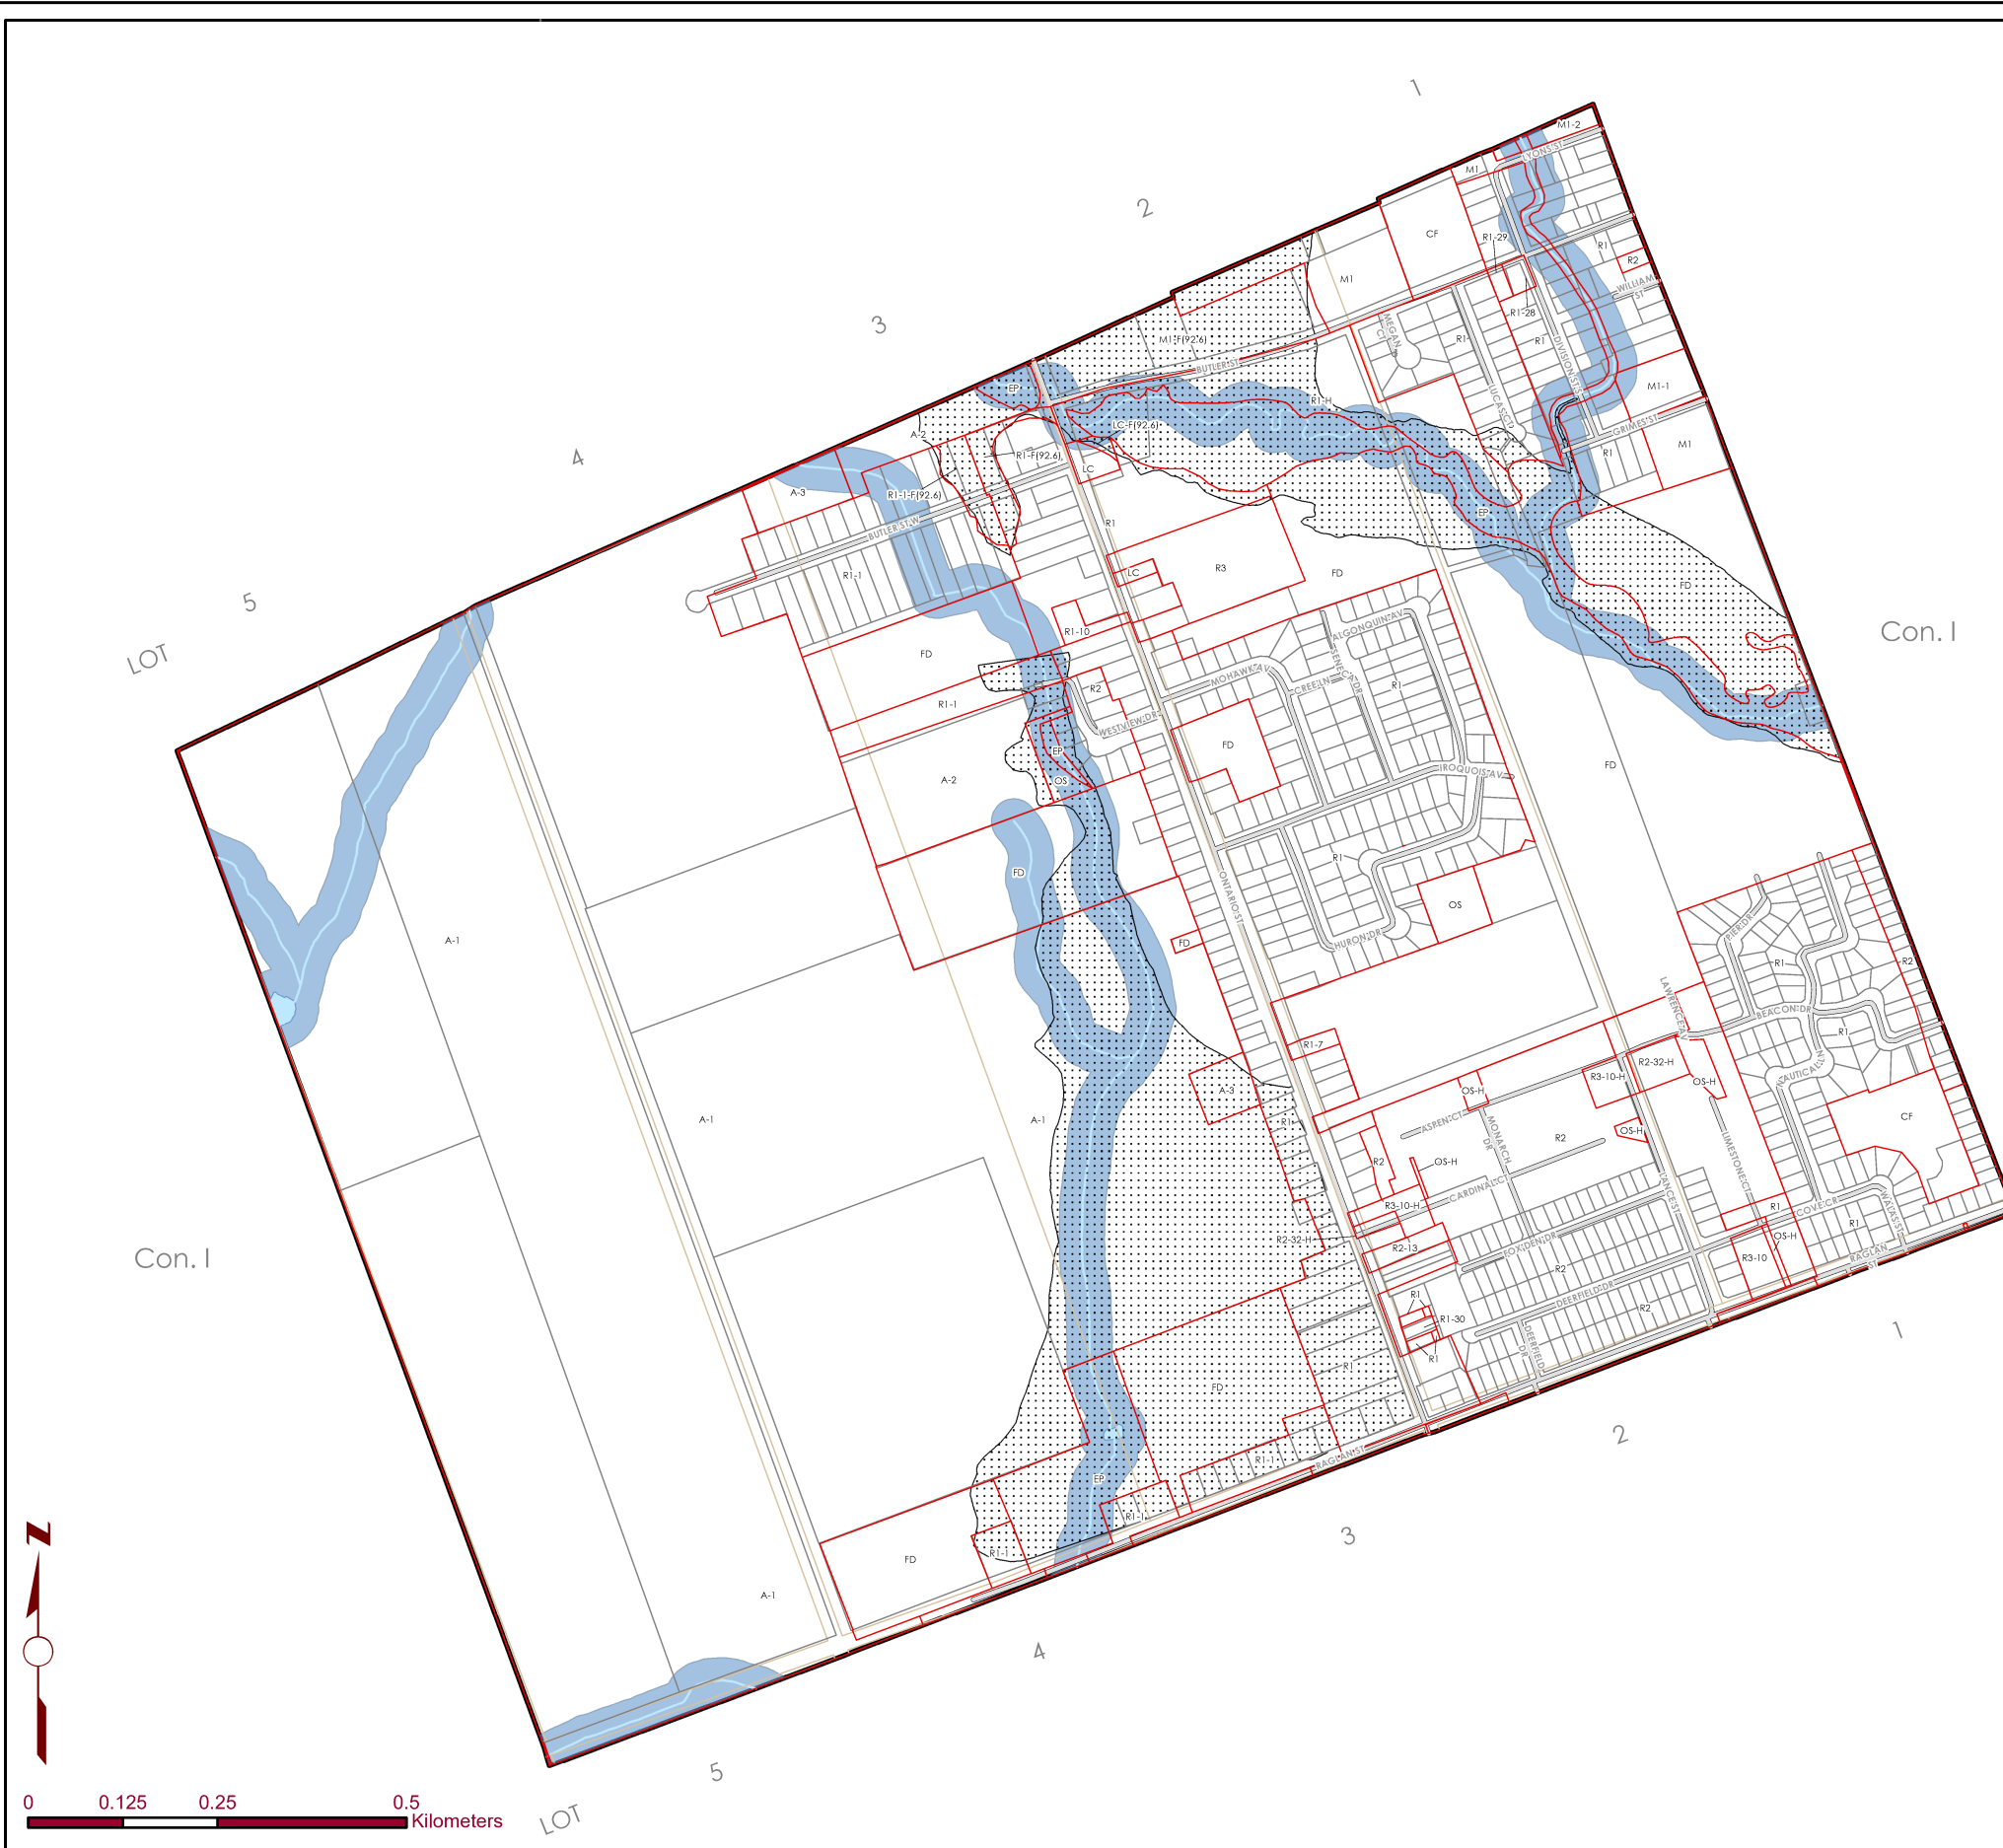 1
M1-2
LYONS ST
M1
2
CF
R1-29
R1
R2
WILLIAM
ST
M1
3
MEGAN
CT
R1-28
R1
R1
DIVISION ST S
M1-F(92.6)
BUTLER ST
EP
LUCAS CT
M1-1
R1-H
LC-F(92.6)
GRIMES ST
A-2
4
R1-F(92.6)
M1
R1
LC
A-3
R1-1-F(92.6)
EP
BUTLER ST W
R1
R3
LC
FD
R1-1
FD
5
ALGONQUIN AV
R1-10
Con. I
LOT
FD
SENECA DR
MOHAWK AV
CREE LN
R1
R2
R1-1
WESTVIEW DR
FD
EP
FD
A-2
OS
IROQUOIS AV
R1
FD
ONTARIO ST
OS
PIER DR
A-1
HURON DR
FD
R1
R2
LAWRENCE AV
BEACON DR
R1
R1-7
R2-32-H
NAUTICAL LN
R3-10-H
OS-H
OS-H
A-3
A-1
A-1
R1
ASPEN CT
MONARCH
DR
R2
OS-H
CF
LIMESTONE CT
R2
OS-H
CARDINAL CT
LANCE ST
R3-10-H
R1
COVE CR
WALAS ST
R1
R2-32-H
R2-13
FOX DEN DR
OS-H
R3-10
RAGLAN
ST
Con. I
R2
DEERFIELD DR
R1
R1-30
R2
1
R1
R1
DEERFIELD
DR
FD
2
R1-1
RAGLAN ST
EP
R1-1
3
N
FD
R1-1
A-1
4
5
LOT
0 0.125 0.25 0.5
Kilometers